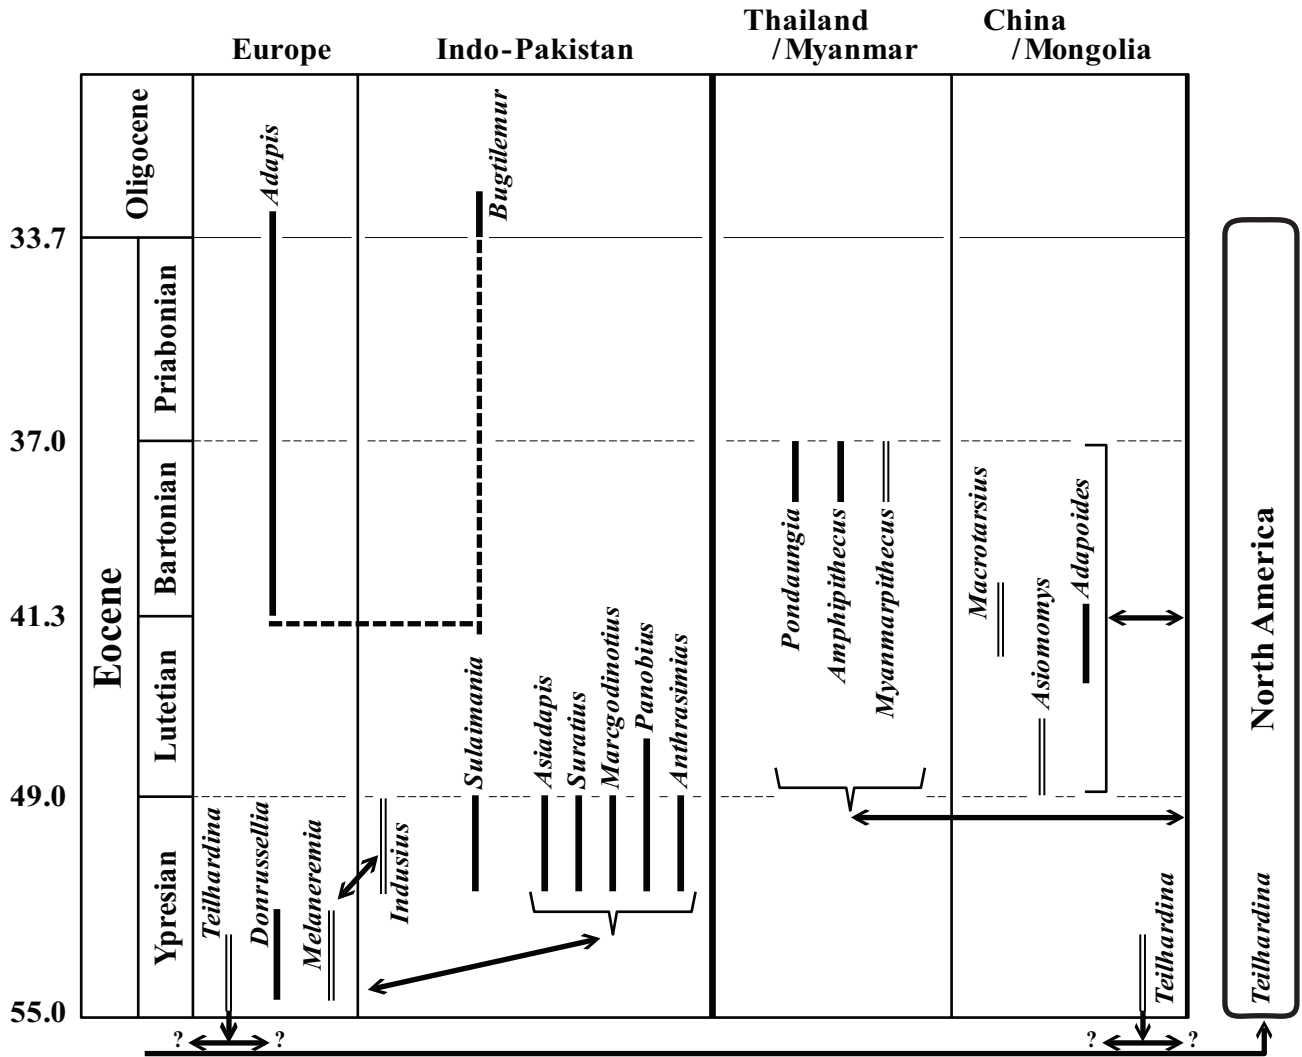 Europe
Indo-Pakistan
Thailand
/Myanmar
China
/Mongolia
Oligocene
Adapis
Bugtilemur
33.7
Priabonian
37.0
Bartonian
Pondaungia
Amphipithecus
Myanmarpithecus
Macrotarsius
Asiomomys
Adapoides
North America
41.3
Eocene
Lutetian
Sulaimania
Asiadapis
Suratius
Marcgodinotius
Panobius
Anthrasimias
49.0
Ypresian
Teilhardina
Donrussellia
Melaneremia
Indusius
Teilhardina
Teilhardina
55.0
? ? ? ?